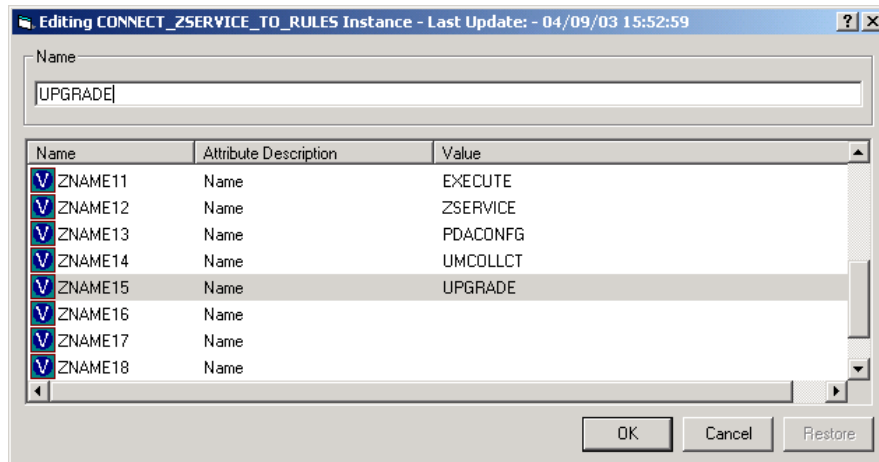 Editing CONNECT_ZSERVICE_TO_RULES Instance - Last Update: - 04/09/03 15:52:59
Name
UPGRADE
Name Attribute Description Value
V ZNAME11 Name EXECUTE
V ZNAME12 Name ZSERVICE
V ZNAME13 Name PDACONFG
V ZNAME14 Name UMCOLLCT
V ZNAME15 Name UPGRADE
V ZNAME16 Name
V ZNAME17 Name
V ZNAME18 Name
OK Cancel Restore